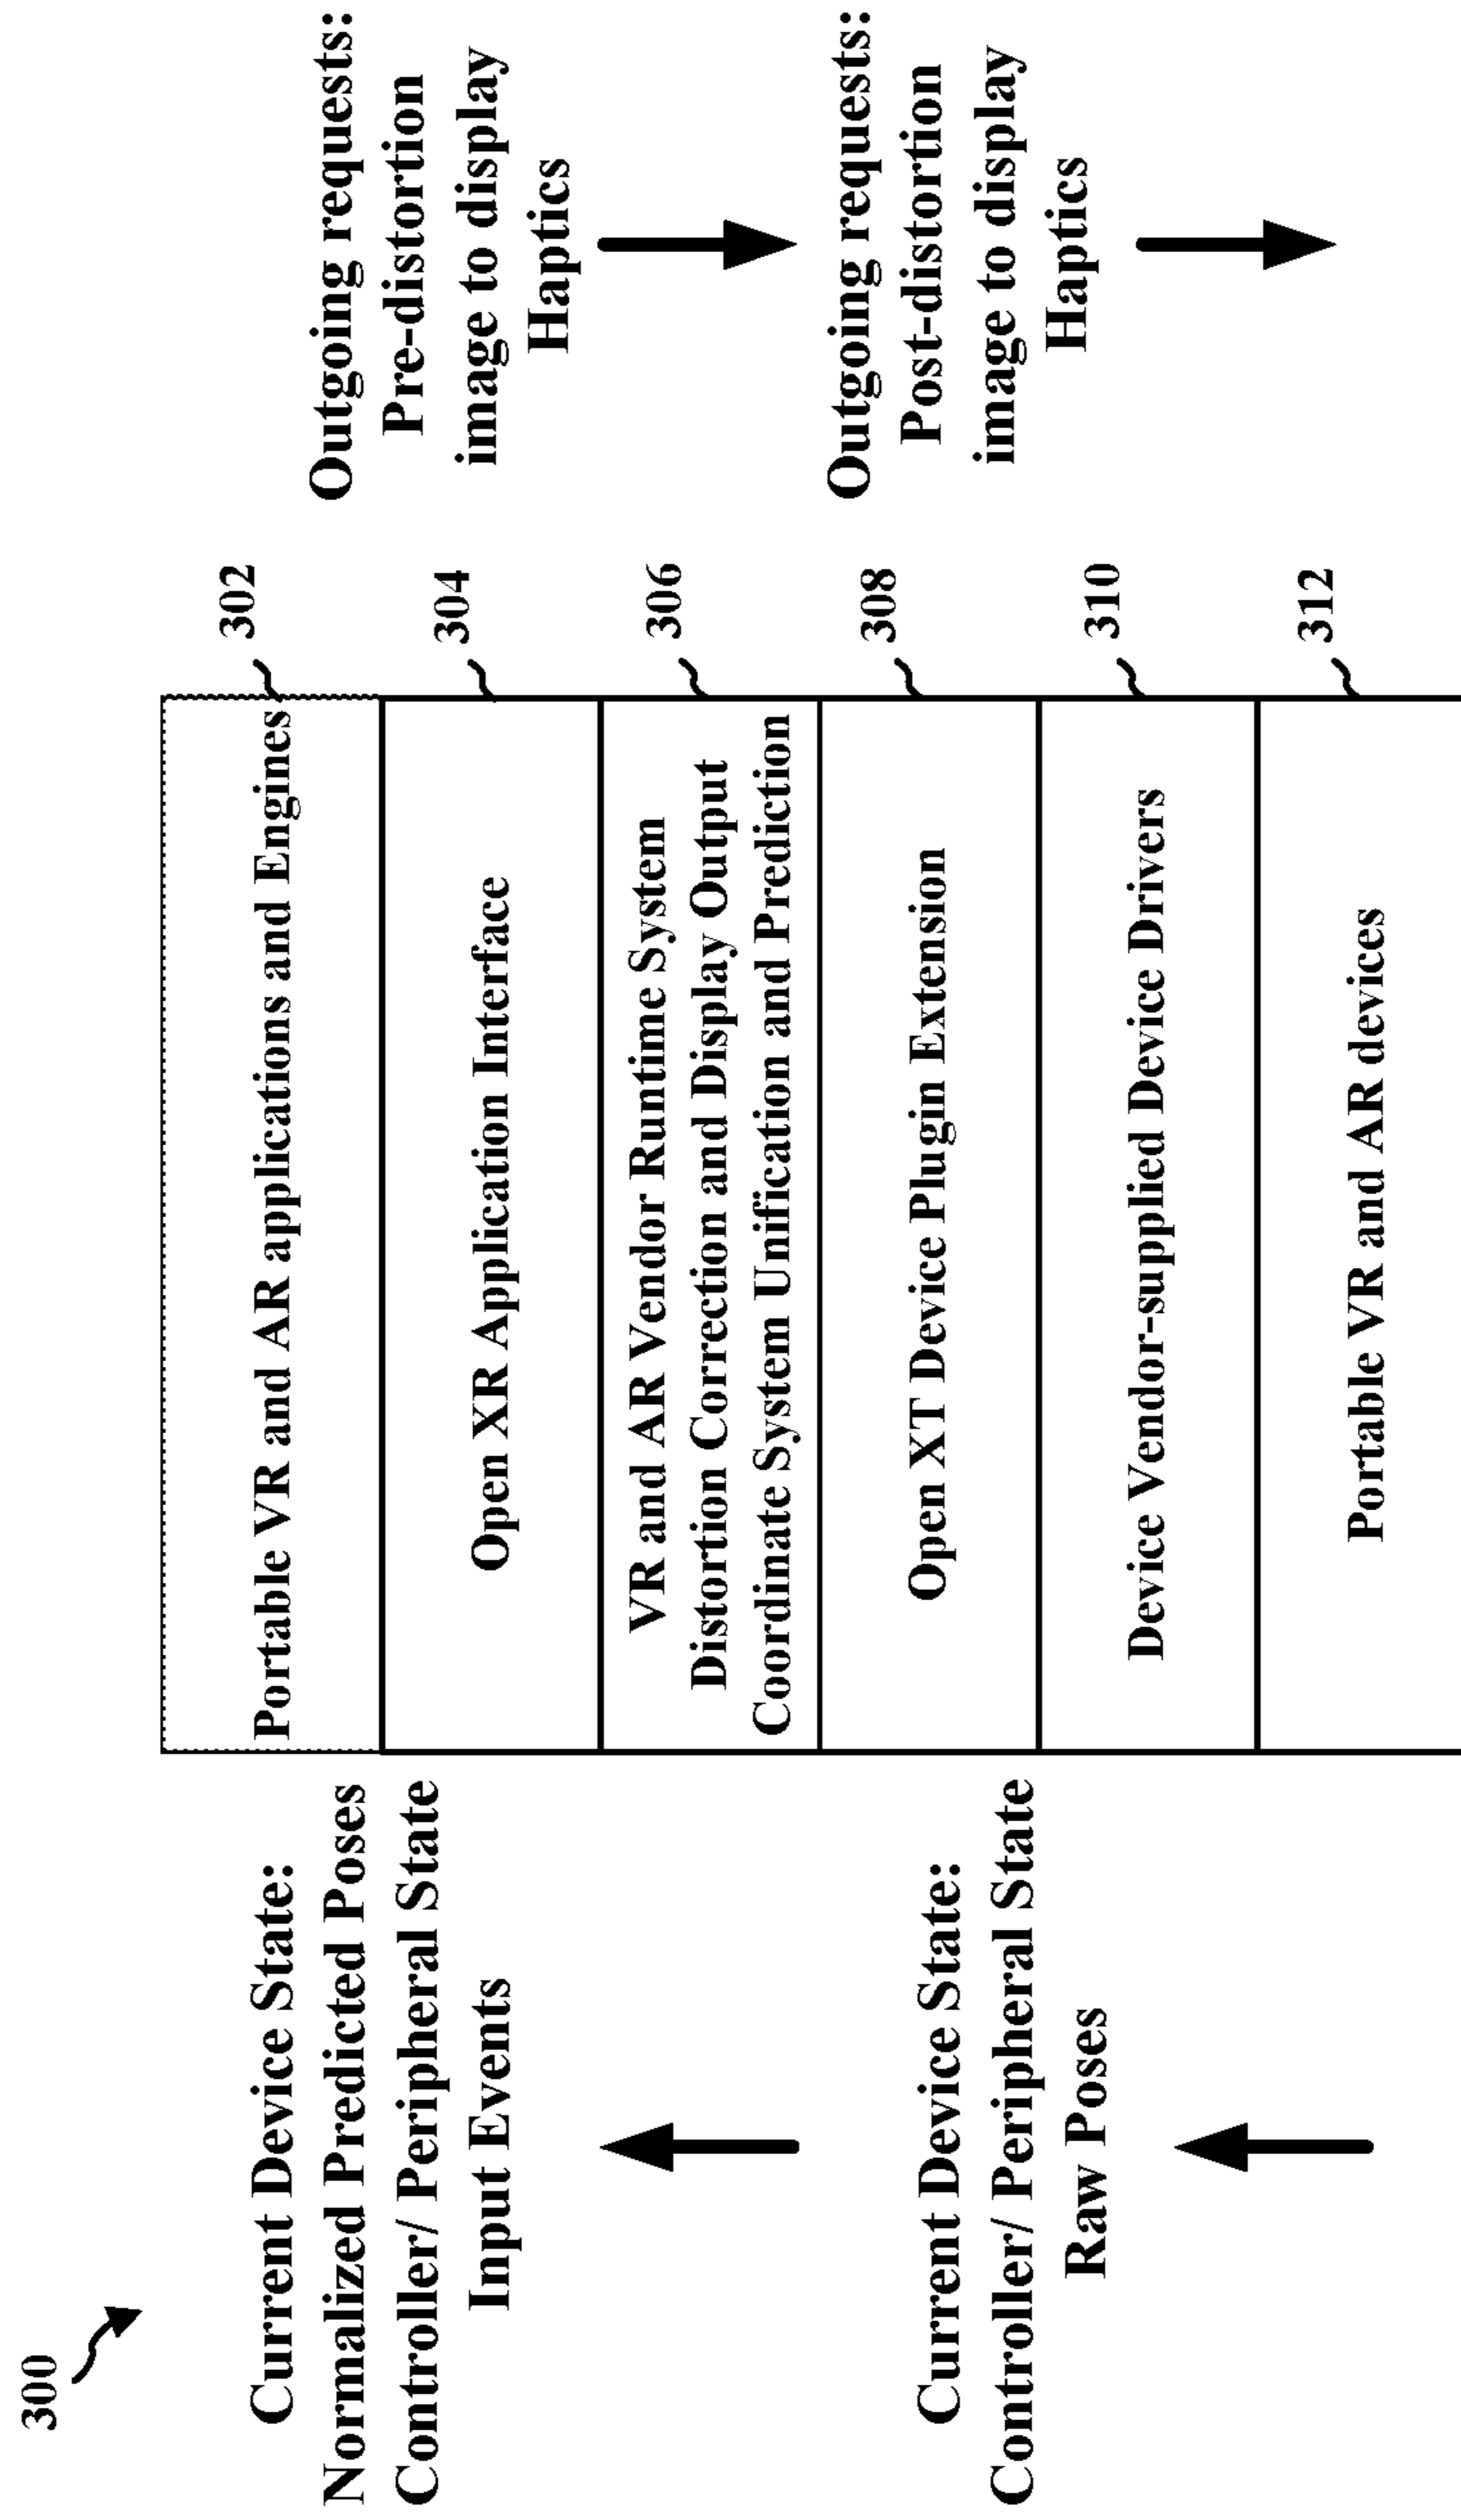 300
Current Device State:
Normalized Predicted Poses
Controller/ Peripheral State
Input Events
Current Device State:
Controller/ Peripheral State
Raw Poses
Portable VR and AR applications and Engines
Open XR Application Interface
VR and AR Vendor Runtime System
Distortion Correction and Display Output
Coordinate System Unification and Prediction
Open XT Device Plugin Extension
Device Vendor-supplied Device Drivers
Portable VR and AR devices
302
304
306
308
310
312
Outgoing requests:
Pre-distortion
image to display
Haptics
Outgoing requests:
Post-distortion
image to display
Haptics